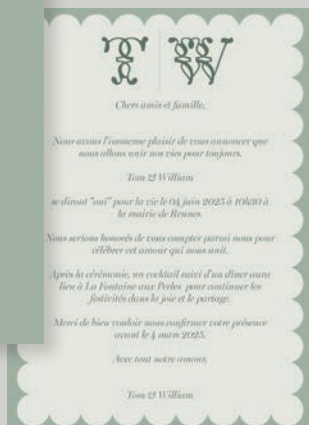 T W
Chers amis et famille,
Nous avons l'immense plaisir de vous annoncer que
nous allons unir nos vies pour toujours.
Tom & William
se diront "oui" pour la vie le 04 juin 2025 à 10h30 à
la mairie de Rennes.
Nous serions honorés de vous compter parmi nous pour
célébrer cet amour qui nous unit.
Après la cérémonie, un cocktail suivi d'un dîner aura
lieu à La Fontaine aux Perles pour continuer les
festivités dans la joie et le partage.
Merci de bien vouloir nous confirmer votre présence
avant le 4 mars 2025.
Avec tout notre amour,
Tom & William